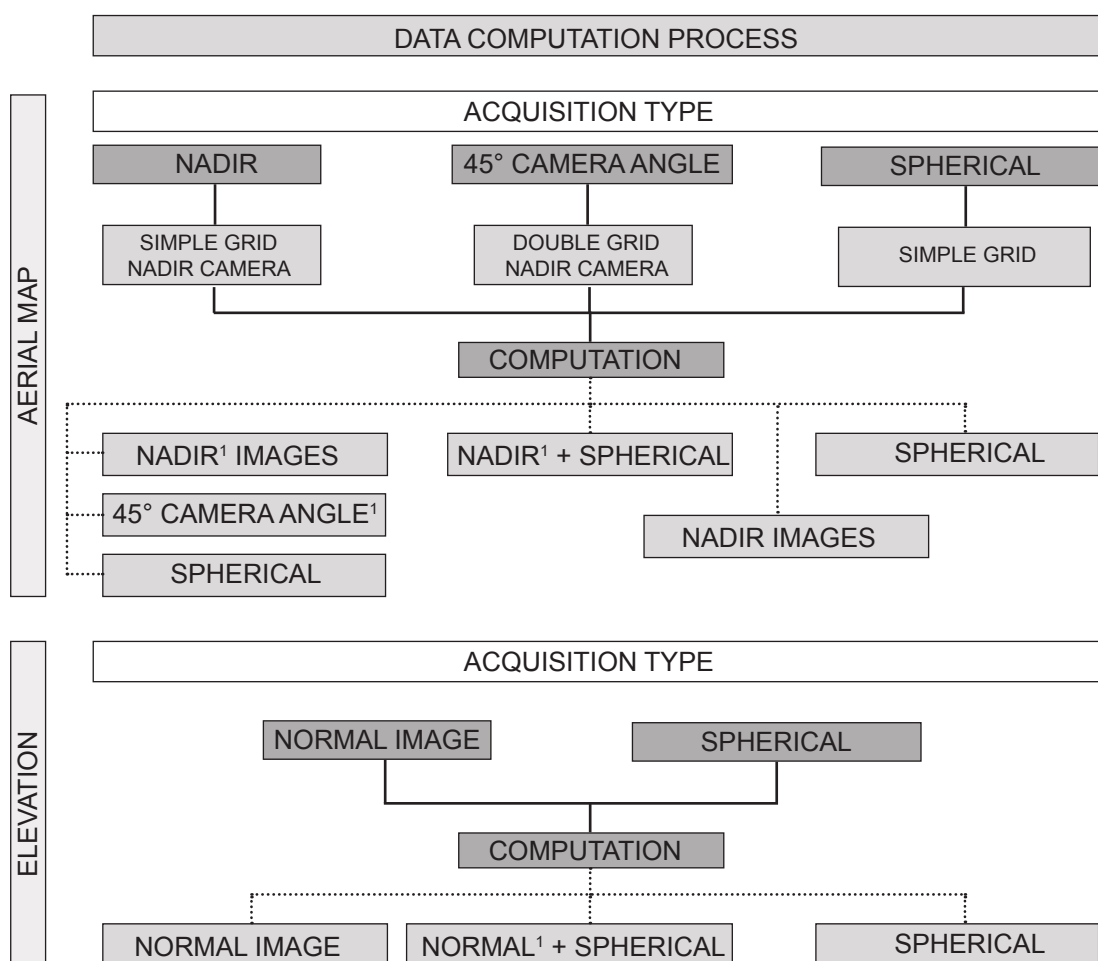 DATA COMPUTATION PROCESS
AERIAL MAP
ACQUISITION TYPE
NADIR
45° CAMERA ANGLE
SPHERICAL
SIMPLE GRID
NADIR CAMERA
DOUBLE GRID
NADIR CAMERA
SIMPLE GRID
COMPUTATION
NADIR¹ IMAGES
NADIR¹ + SPHERICAL
SPHERICAL
45° CAMERA ANGLE¹
NADIR IMAGES
SPHERICAL
ELEVATION
ACQUISITION TYPE
NORMAL IMAGE
SPHERICAL
COMPUTATION
NORMAL IMAGE
NORMAL¹ + SPHERICAL
SPHERICAL